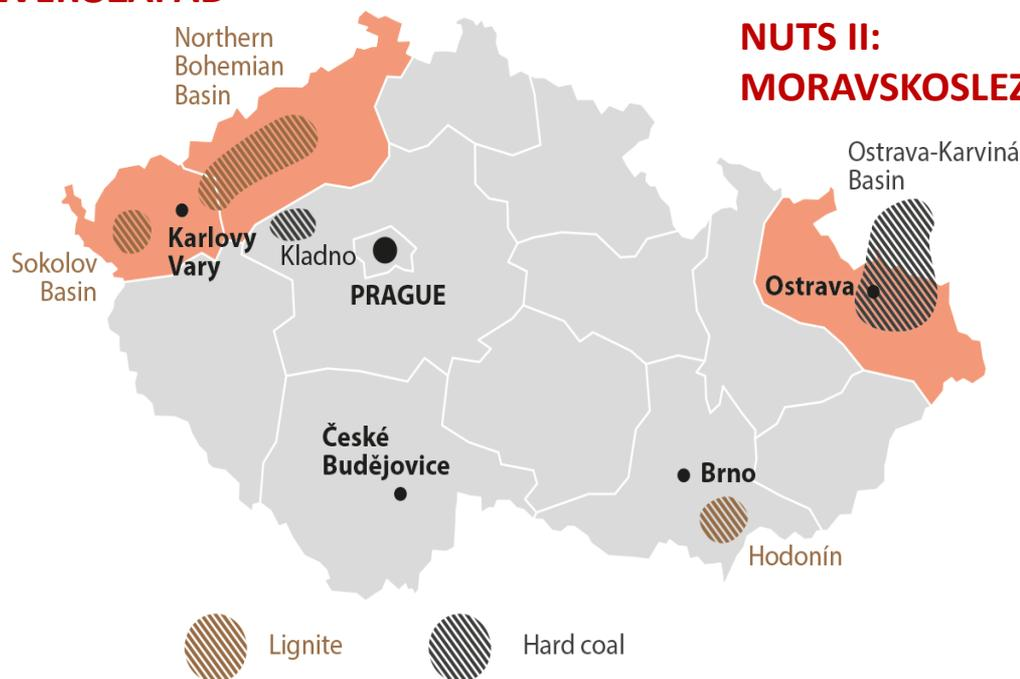 NUTS II:
MORAVSKOSLEZ
Northern
Bohemian
Basin
Ostrava-Karviná
Basin
Karlovy
Vary
Sokolov
Basin
Kladno
PRAGUE
Ostrava
České
Budějovice
Brno
Hodonín
Lignite
Hard coal